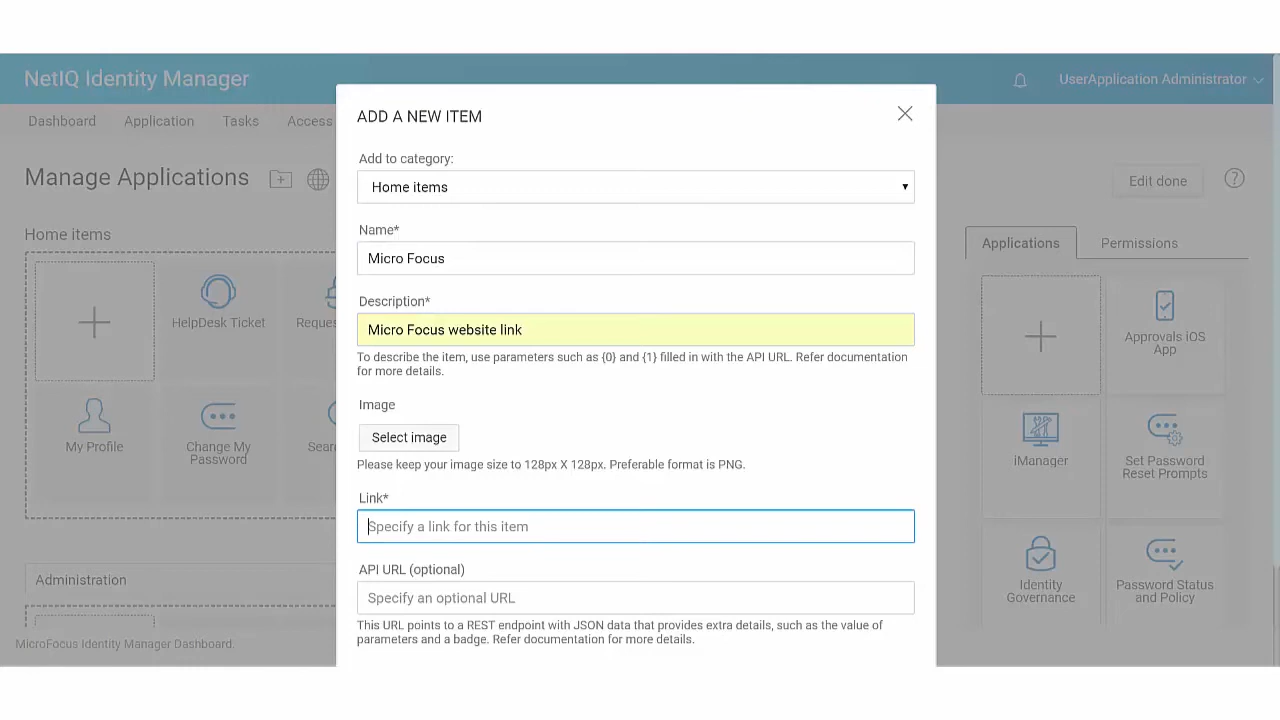 NetIQ Identity Manager
UserApplication Administrator
Dashboard
Application
Tasks
Access
Manage Applications
Edit done
Home items
HelpDesk Ticket
My Profile
Change My
Password
Administration
MicroFocus Identity Manager Dashboard.
ADD A NEW ITEM
Add to category:
Home items
Name*
Micro Focus
Description*
Micro Focus website link
To describe the item, use parameters such as {0} and {1} filled in with the API URL. Refer documentation
for more details.
Image
Select image
Please keep your image size to 128px X 128px. Preferable format is PNG.
Link*
Specify a link for this item
API URL (optional)
Specify an optional URL
This URL points to a REST endpoint with JSON data that provides extra details, such as the value of
parameters and a badge. Refer documentation for more details.
Applications
Permissions
Approvals iOS
App
iManager
Set Password
Reset Prompts
Identity
Governance
Password Status
and Policy